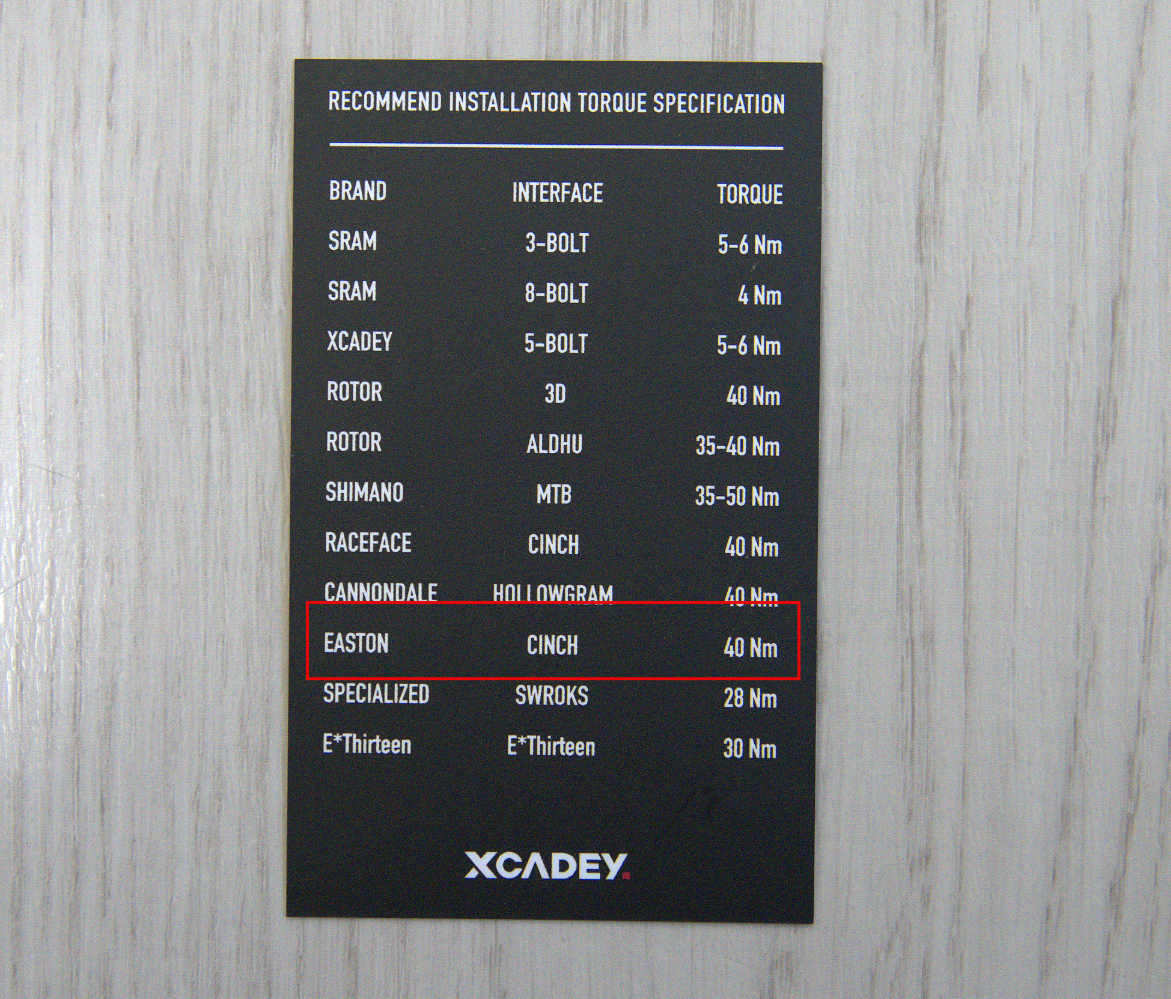 RECOMMEND INSTALLATION TORQUE SPECIFICATION
BRAND INTERFACE TORQUE
SRAM 3-BOLT 5-6 Nm
SRAM 8-BOLT 4 Nm
XCADEY 5-BOLT 5-6 Nm
ROTOR 3D 40 Nm
ROTOR ALDHU 35-40 Nm
SHIMANO MTB 35-50 Nm
RACEFACE CINCH 40 Nm
CANNONDALE HOLLOWGRAM 40 Nm
EASTON CINCH 40 Nm
SPECIALIZED SWROKS 28 Nm
E*Thirteen E*Thirteen 30 Nm
XCADEY